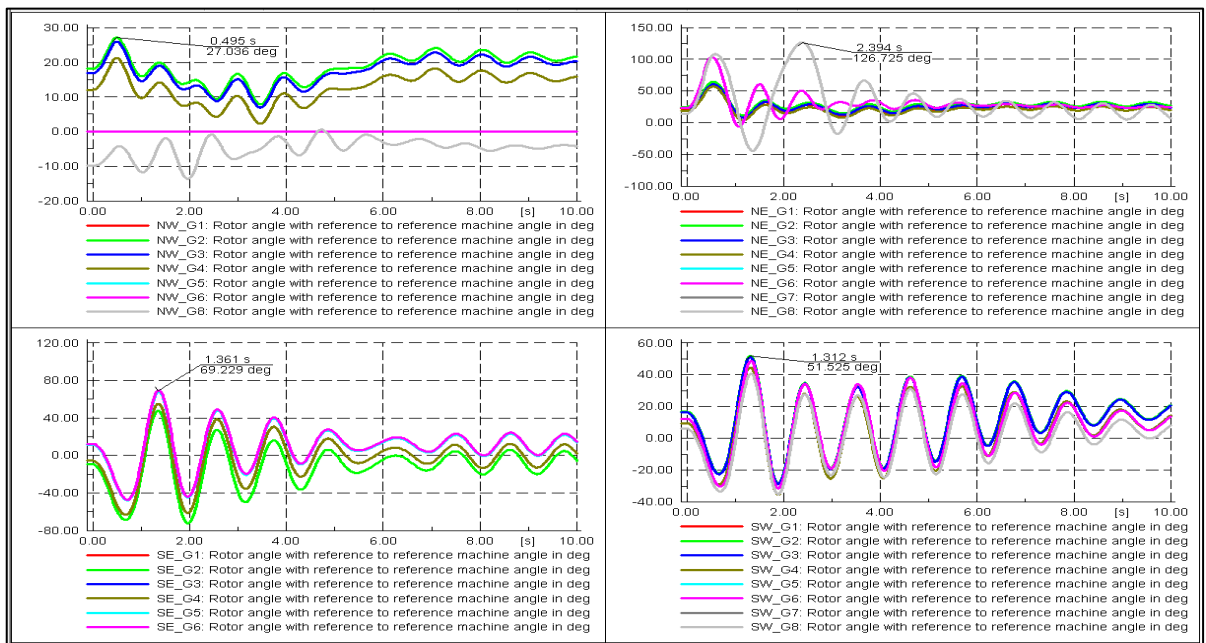 30.00
0.495 s
27.036 deg
20.00
10.00
0.00
-10.00
-20.00
0.00 2.00 4.00 6.00 8.00 [s] 10.00
NW_G1: Rotor angle with reference to reference machine angle in deg
NW_G2: Rotor angle with reference to reference machine angle in deg
NW_G3: Rotor angle with reference to reference machine angle in deg
NW_G4: Rotor angle with reference to reference machine angle in deg
NW_G5: Rotor angle with reference to reference machine angle in deg
NW_G6: Rotor angle with reference to reference machine angle in deg
NW_G8: Rotor angle with reference to reference machine angle in deg
150.00
2.394 s
126.725 deg
100.00
50.00
0.00
-50.00
-100.00
0.00 2.00 4.00 6.00 8.00 [s] 10.00
NE_G1: Rotor angle with reference to reference machine angle in deg
NE_G2: Rotor angle with reference to reference machine angle in deg
NE_G3: Rotor angle with reference to reference machine angle in deg
NE_G4: Rotor angle with reference to reference machine angle in deg
NE_G5: Rotor angle with reference to reference machine angle in deg
NE_G6: Rotor angle with reference to reference machine angle in deg
NE_G7: Rotor angle with reference to reference machine angle in deg
NE_G8: Rotor angle with reference to reference machine angle in deg
120.00
1.361 s
69.229 deg
80.00
40.00
0.00
-40.00
-80.00
0.00 2.00 4.00 6.00 8.00 [s] 10.00
SE_G1: Rotor angle with reference to reference machine angle in deg
SE_G2: Rotor angle with reference to reference machine angle in deg
SE_G3: Rotor angle with reference to reference machine angle in deg
SE_G4: Rotor angle with reference to reference machine angle in deg
SE_G5: Rotor angle with reference to reference machine angle in deg
SE_G6: Rotor angle with reference to reference machine angle in deg
60.00
1.312 s
51.525 deg
40.00
20.00
0.00
-20.00
-40.00
0.00 2.00 4.00 6.00 8.00 [s] 10.00
SW_G1: Rotor angle with reference to reference machine angle in deg
SW_G2: Rotor angle with reference to reference machine angle in deg
SW_G3: Rotor angle with reference to reference machine angle in deg
SW_G4: Rotor angle with reference to reference machine angle in deg
SW_G5: Rotor angle with reference to reference machine angle in deg
SW_G6: Rotor angle with reference to reference machine angle in deg
SW_G7: Rotor angle with reference to reference machine angle in deg
SW_G8: Rotor angle with reference to reference machine angle in deg